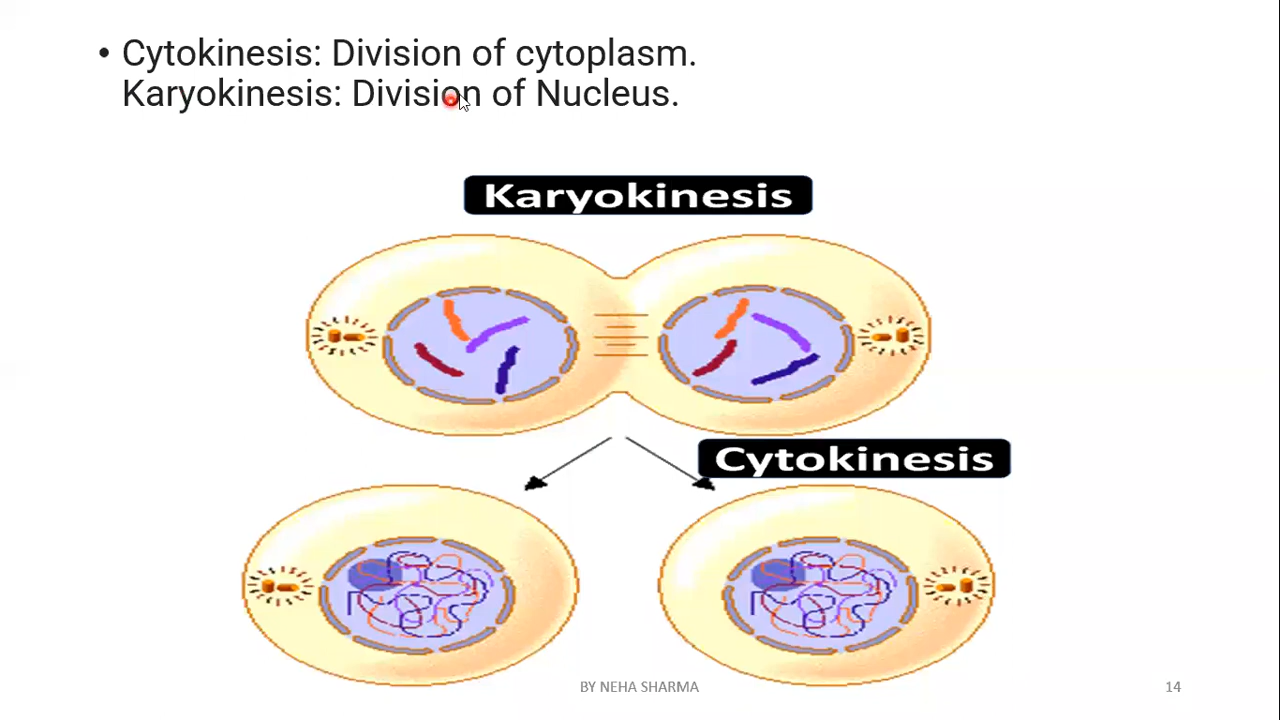 • Cytokinesis: Division of cytoplasm.
Karyokinesis: Division of Nucleus.
Karyokinesis
Cytokinesis
BY NEHA SHARMA
14